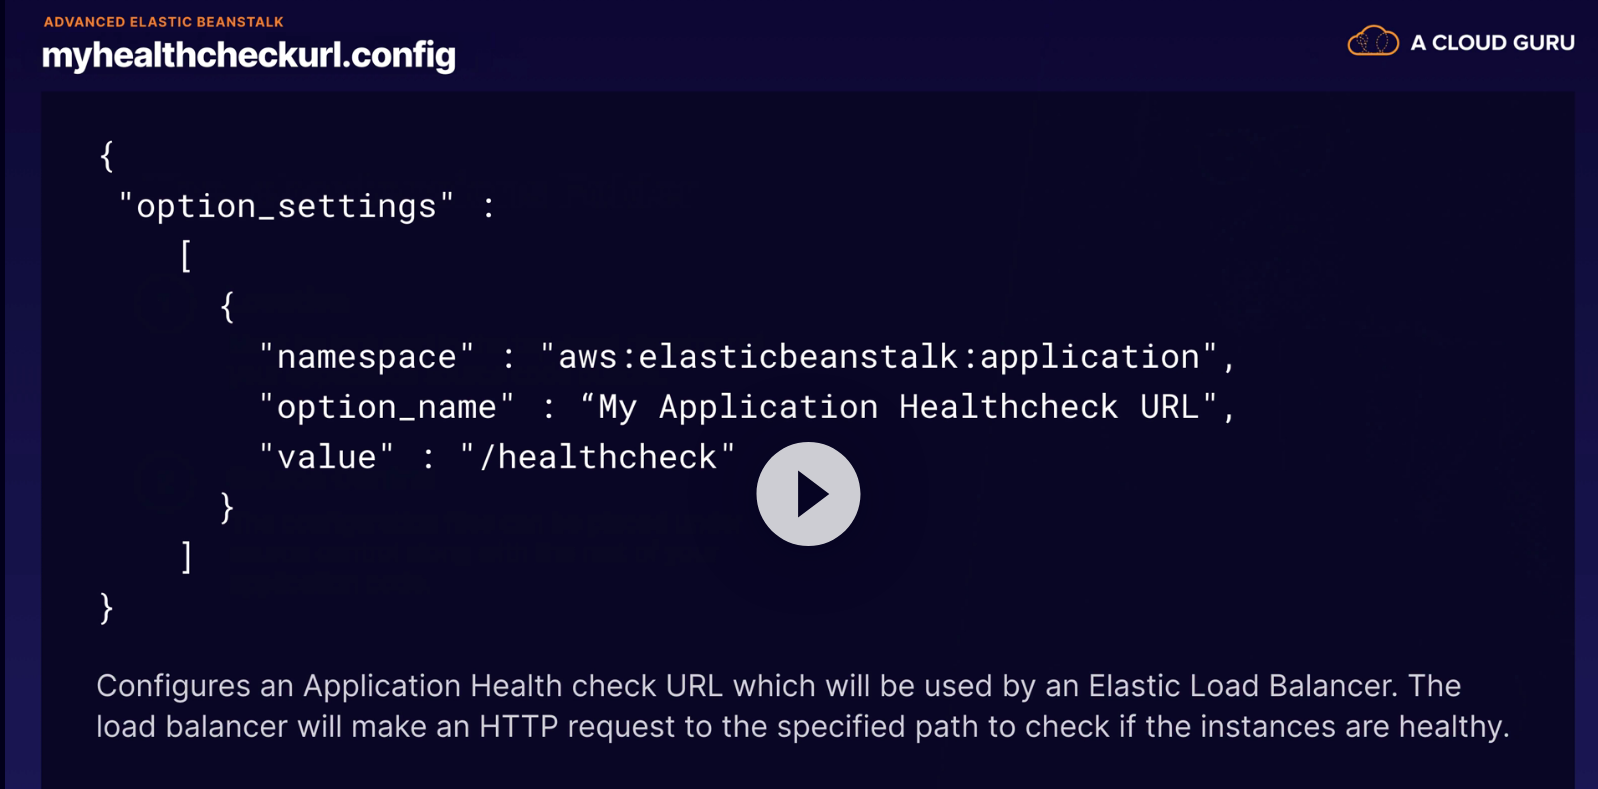 ADVANCED ELASTIC BEANSTALK
myhealthcheckurl.config
A CLOUD GURU
{
"option_settings" :
[
{
"namespace" : "aws:elasticbeanstalk:application",
"option_name" : “My Application Healthcheck URL",
"value" : "/healthcheck"
}
]
}
Configures an Application Health check URL which will be used by an Elastic Load Balancer. The
load balancer will make an HTTP request to the specified path to check if the instances are healthy.